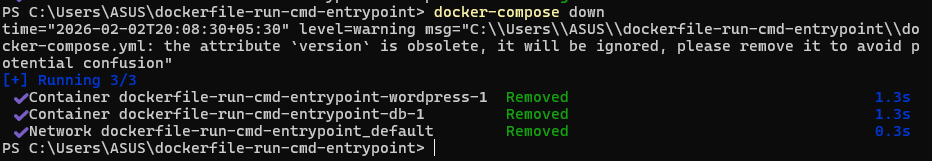 PS C:\Users\ASUS\dockerfile-run-cmd-entrypoint> docker-compose down
time="2026-02-02T20:08:30+05:30" level=warning msg="C:\\Users\\ASUS\\dockerfile-run-cmd-entrypoint\\do
cker-compose.yml: the attribute `version` is obsolete, it will be ignored, please remove it to avoid p
otential confusion"
[+] Running 3/3
✔Container dockerfile-run-cmd-entrypoint-wordpress-1  Removed 1.3s
✔Container dockerfile-run-cmd-entrypoint-db-1  Removed 1.3s
✔Network dockerfile-run-cmd-entrypoint_default  Removed 0.3s
PS C:\Users\ASUS\dockerfile-run-cmd-entrypoint>